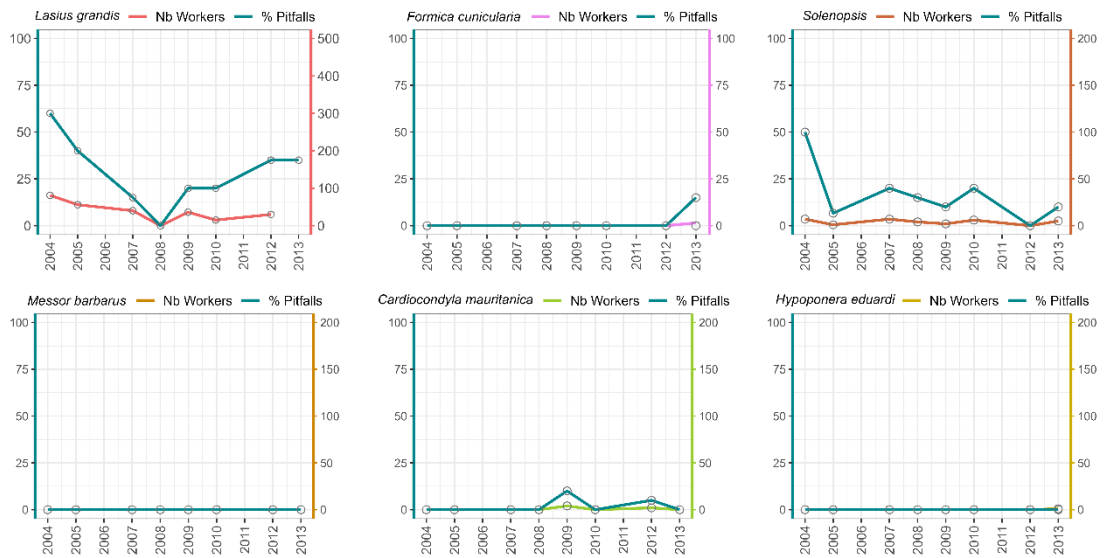 Lasius grandis Nb Workers % Pitfalls
100 75 50 25 0
500 400 300 200 100 0
2004 2005 2006 2007 2008 2009 2010 2011 2012 2013
Formica cunicularia Nb Workers % Pitfalls
100 75 50 25 0
100 75 50 25 0
2004 2005 2006 2007 2008 2009 2010 2011 2012 2013
Solenopsis Nb Workers % Pitfalls
100 75 50 25 0
200 150 100 50 0
2004 2005 2006 2007 2008 2009 2010 2011 2012 2013
Messor barbarus Nb Workers % Pitfalls
100 75 50 25 0
200 150 100 50 0
2004 2005 2006 2007 2008 2009 2010 2011 2012 2013
Cardiocondyla mauritanica Nb Workers % Pitfalls
100 75 50 25 0
200 150 100 50 0
2004 2005 2006 2007 2008 2009 2010 2011 2012 2013
Hypoponera eduardi Nb Workers % Pitfalls
100 75 50 25 0
200 150 100 50 0
2004 2005 2006 2007 2008 2009 2010 2011 2012 2013